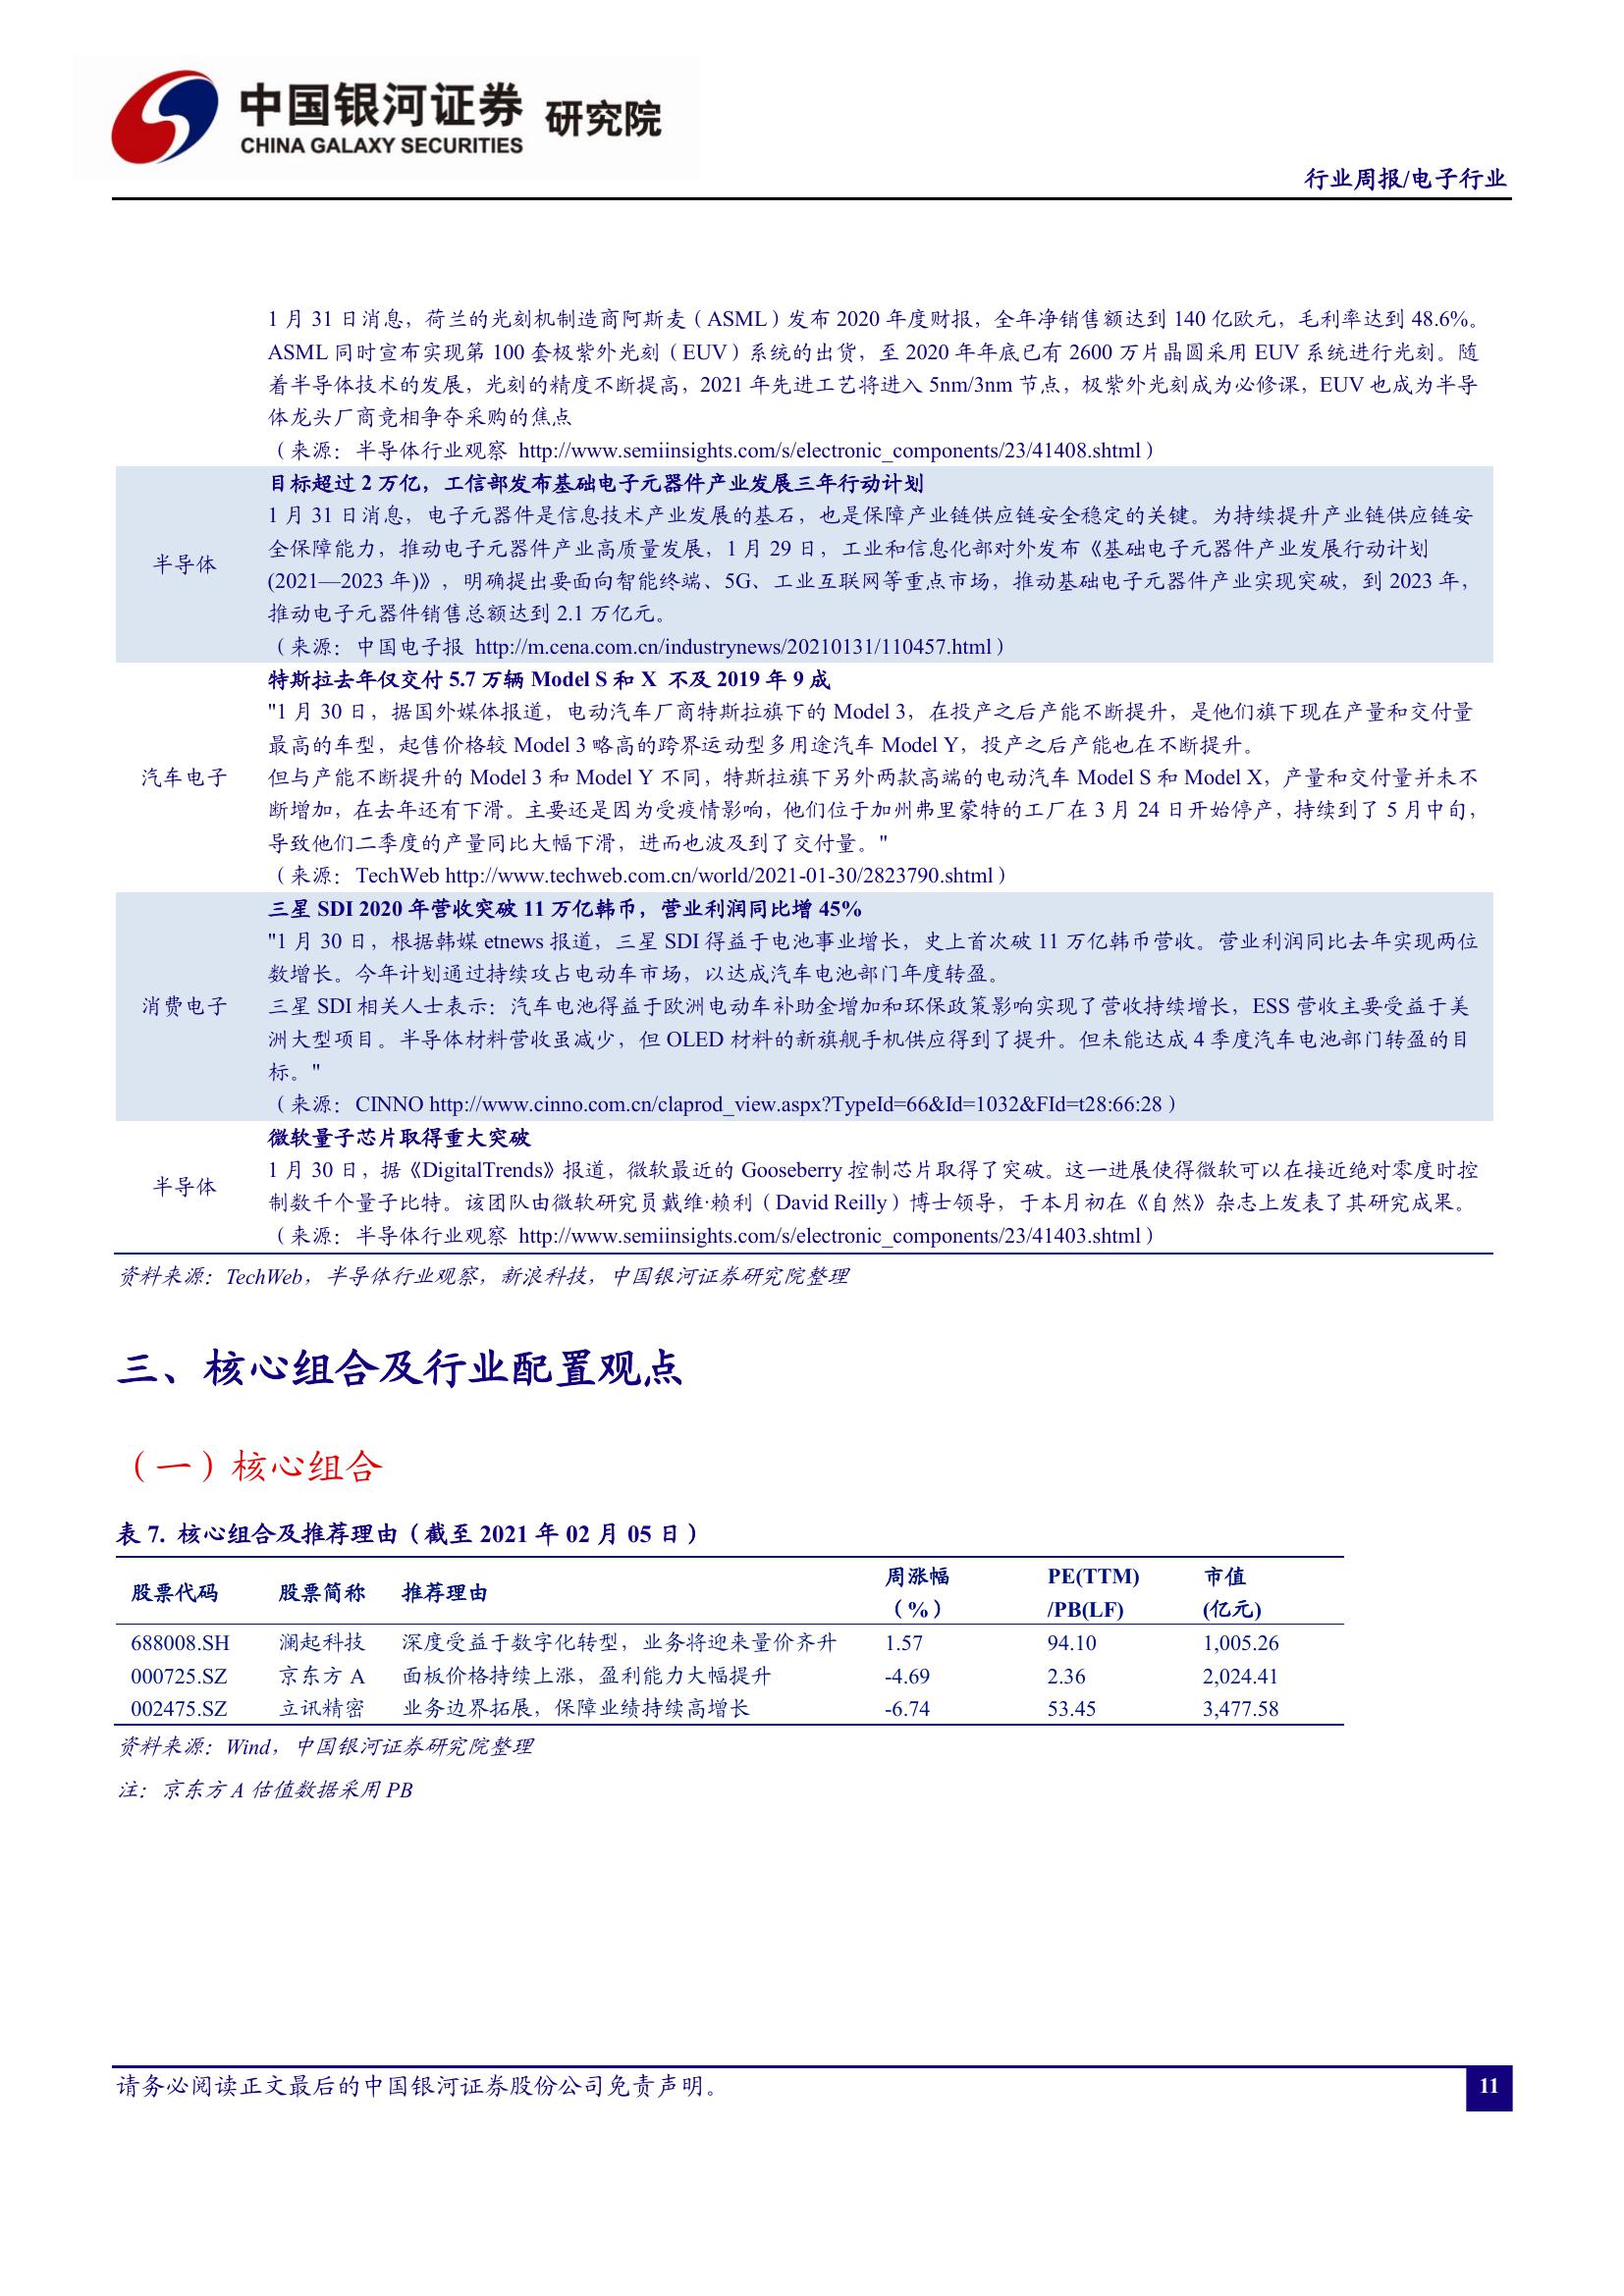 中国银河证券 研究院
CHINA GALAXY SECURITIES
行业周报/电子行业
1 月 31 日消息，荷兰的光刻机制造商阿斯麦（ASML）发布 2020 年度财报，全年净销售额达到 140 亿欧元，毛利率达到 48.6%。
ASML 同时宣布实现第 100 套极紫外光刻（EUV）系统的出货，至 2020 年年底已有 2600 万片晶圆采用 EUV 系统进行光刻。随
着半导体技术的发展，光刻的精度不断提高，2021 年先进工艺将进入 5nm/3nm 节点，极紫外光刻成为必修课，EUV 也成为半导
体龙头厂商竞相争夺采购的焦点
（来源：半导体行业观察 http://www.semiinsights.com/s/electronic_components/23/41408.shtml）
目标超过 2 万亿，工信部发布基础电子元器件产业发展三年行动计划
1 月 31 日消息，电子元器件是信息技术产业发展的基石，也是保障产业链供应链安全稳定的关键。为持续提升产业链供应链安
全保障能力，推动电子元器件产业高质量发展，1 月 29 日，工业和信息化部对外发布《基础电子元器件产业发展行动计划
半导体
(2021—2023 年)》，明确提出要面向智能终端、5G、工业互联网等重点市场，推动基础电子元器件产业实现突破，到 2023 年，
推动电子元器件销售总额达到 2.1 万亿元。
（来源：中国电子报 http://m.cena.com.cn/industrynews/20210131/110457.html）
特斯拉去年仅交付 5.7 万辆 Model S 和 X 不及 2019 年 9 成
"1 月 30 日，据国外媒体报道，电动汽车厂商特斯拉旗下的 Model 3，在投产之后产能不断提升，是他们旗下现在产量和交付量
最高的车型，起售价格较 Model 3 略高的跨界运动型多用途汽车 Model Y，投产之后产能也在不断提升。
汽车电子
但与产能不断提升的 Model 3 和 Model Y 不同，特斯拉旗下另外两款高端的电动汽车 Model S 和 Model X，产量和交付量并未不
断增加，在去年还有下滑。主要还是因为受疫情影响，他们位于加州弗里蒙特的工厂在 3 月 24 日开始停产，持续到了 5 月中旬，
导致他们二季度的产量同比大幅下滑，进而也波及到了交付量。"
（来源：TechWeb http://www.techweb.com.cn/world/2021-01-30/2823790.shtml）
三星 SDI 2020 年营收突破 11 万亿韩币，营业利润同比增 45%
"1 月 30 日，根据韩媒 etnews 报道，三星 SDI 得益于电池事业增长，史上首次破 11 万亿韩币营收。营业利润同比去年实现两位
数增长。今年计划通过持续攻占电动车市场，以达成汽车电池部门年度转盈。
消费电子
三星 SDI 相关人士表示：汽车电池得益于欧洲电动车补助金增加和环保政策影响实现了营收持续增长，ESS 营收主要受益于美
洲大型项目。半导体材料营收虽减少，但 OLED 材料的新旗舰手机供应得到了提升。但未能达成 4 季度汽车电池部门转盈的目
标。"
（来源：CINNO http://www.cinno.com.cn/claprod_view.aspx?TypeId=66&Id=1032&FId=t28:66:28）
微软量子芯片取得重大突破
1 月 30 日，据《DigitalTrends》报道，微软最近的 Gooseberry 控制芯片取得了突破。这一进展使得微软可以在接近绝对零度时控
半导体
制数千个量子比特。该团队由微软研究员戴维·赖利（David Reilly）博士领导，于本月初在《自然》杂志上发表了其研究成果。
（来源：半导体行业观察 http://www.semiinsights.com/s/electronic_components/23/41403.shtml）
资料来源：TechWeb，半导体行业观察，新浪科技，中国银河证券研究院整理
三、核心组合及行业配置观点
（一）核心组合
表 7. 核心组合及推荐理由（截至 2021 年 02 月 05 日）
股票代码 股票简称 推荐理由 周涨幅（%） PE(TTM)/PB(LF) 市值(亿元)
688008.SH 澜起科技 深度受益于数字化转型，业务将迎来量价齐升 1.57 94.10 1,005.26
000725.SZ 京东方 A 面板价格持续上涨，盈利能力大幅提升 -4.69 2.36 2,024.41
002475.SZ 立讯精密 业务边界拓展，保障业绩持续高增长 -6.74 53.45 3,477.58
资料来源：Wind，中国银河证券研究院整理
注：京东方 A 估值数据采用 PB
请务必阅读正文最后的中国银河证券股份公司免责声明。
11